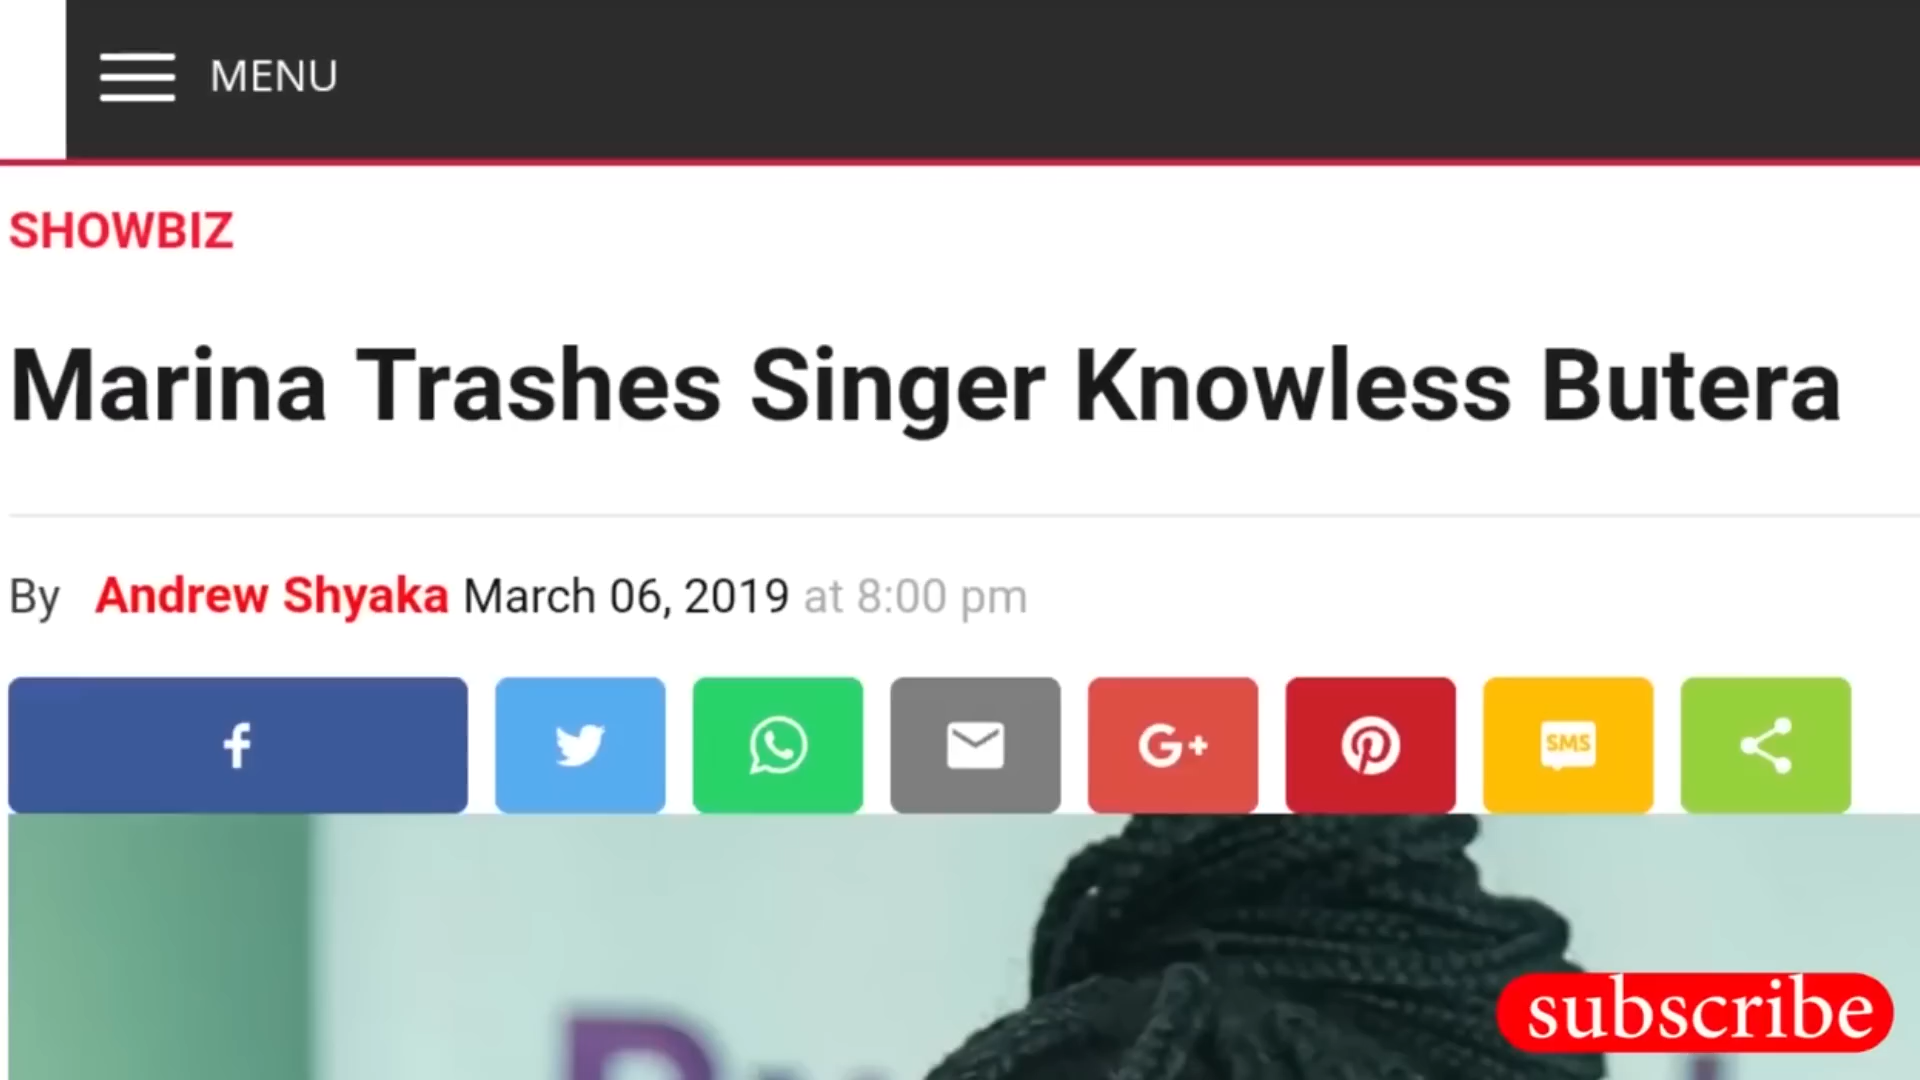 MENU
SHOWBIZ
Marina Trashes Singer Knowless Butera
By Andrew Shyaka March 06, 2019 at 8:00 pm
f G+ SMS
subscribe